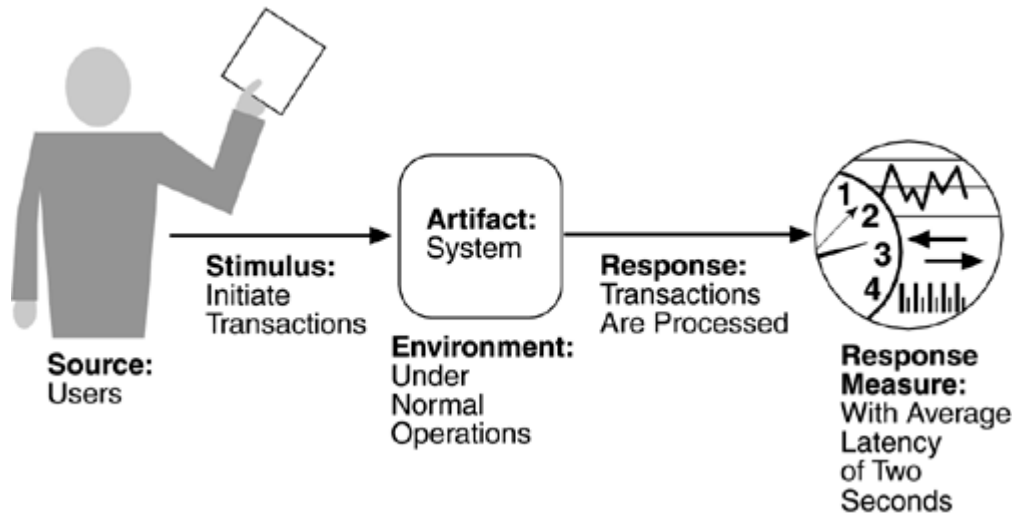 Source:
Users
Stimulus:
Initiate
Transactions
Artifact:
System
Environment:
Under
Normal
Operations
Response:
Transactions
Are Processed
1
2
3
4
Response
Measure:
With Average
Latency
of Two
Seconds